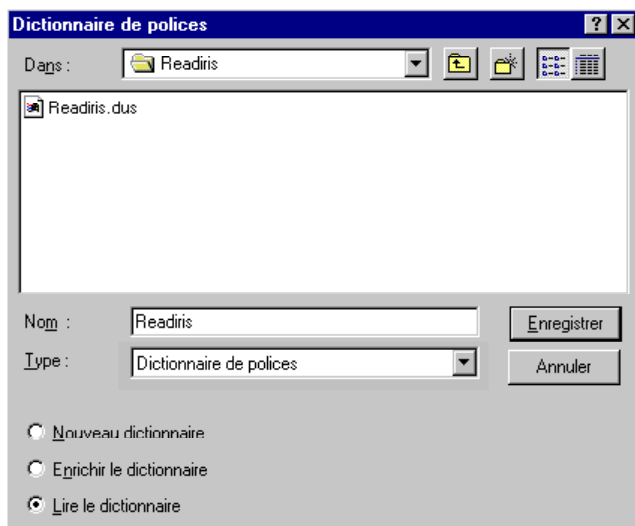 Dictionnaire de polices
Dans : Readiris
Readiris.dus
Nom : Readiris Enregistrer
Type : Dictionnaire de polices Annuler
Nouveau dictionnaire
Enrichir le dictionnaire
Lire le dictionnaire